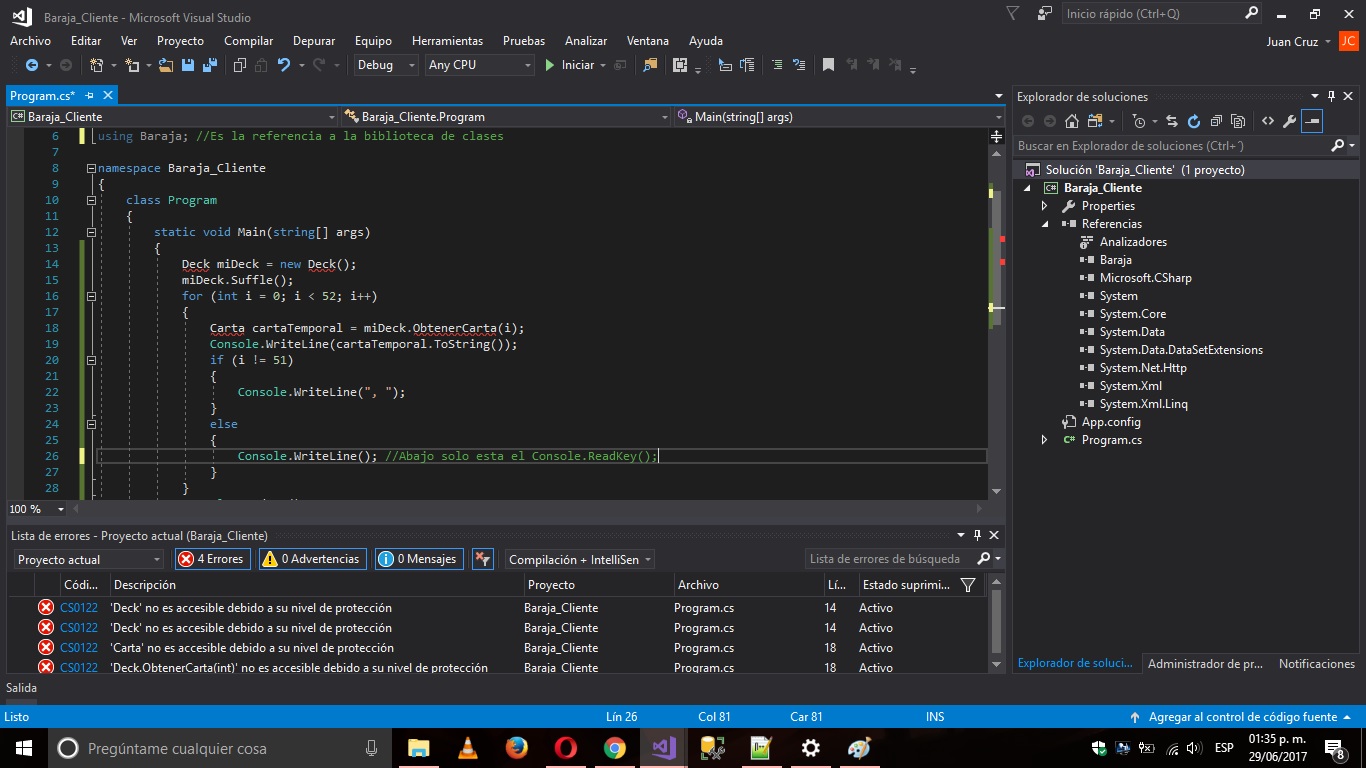 Baraja_Cliente - Microsoft Visual Studio
Inicio rápido (Ctrl+Q)
Archivo Editar Ver Proyecto Compilar Depurar Equipo Herramientas Pruebas Analizar Ventana Ayuda
Juan Cruz JC
Debug Any CPU Iniciar
Program.cs*
Baraja_Cliente Baraja_Cliente.Program Main(string[] args)
6 using Baraja; //Es la referencia a la biblioteca de clases
7
8 namespace Baraja_Cliente
9 {
10 class Program
11 {
12 static void Main(string[] args)
13 {
14 Deck miDeck = new Deck();
15 miDeck.Suffle();
16 for (int i = 0; i < 52; i++)
17 {
18 Carta cartaTemporal = miDeck.ObtenerCarta(i);
19 Console.WriteLine(cartaTemporal.ToString());
20 if (i != 51)
21 {
22 Console.WriteLine(", ");
23 }
24 else
25 {
26 Console.WriteLine(); //Abajo solo esta el Console.ReadKey();
27 }
28 }
100 %
Explorador de soluciones
Buscar en Explorador de soluciones (Ctrl+´)
Solución 'Baraja_Cliente' (1 proyecto)
C# Baraja_Cliente
Properties
Referencias
Analizadores
Baraja
Microsoft.CSharp
System
System.Core
System.Data
System.Data.DataSetExtensions
System.Net.Http
System.Xml
System.Xml.Linq
App.config
C# Program.cs
Explorador de soluci... Administrador de pr... Notificaciones
Lista de errores - Proyecto actual (Baraja_Cliente)
Proyecto actual 4 Errores 0 Advertencias 0 Mensajes Compilación + IntelliSen Lista de errores de búsqueda
Códi... Descripción Proyecto Archivo Lí... Estado suprimi...
CS0122 'Deck' no es accesible debido a su nivel de protección Baraja_Cliente Program.cs 14 Activo
CS0122 'Deck' no es accesible debido a su nivel de protección Baraja_Cliente Program.cs 14 Activo
CS0122 'Carta' no es accesible debido a su nivel de protección Baraja_Cliente Program.cs 18 Activo
CS0122 'Deck.ObtenerCarta(int)' no es accesible debido a su nivel de protección Baraja_Cliente Program.cs 18 Activo
Salida
Listo Lín 26 Col 81 Car 81 INS Agregar al control de código fuente
Pregúntame cualquier cosa
ESP
01:35 p. m.
29/06/2017
8